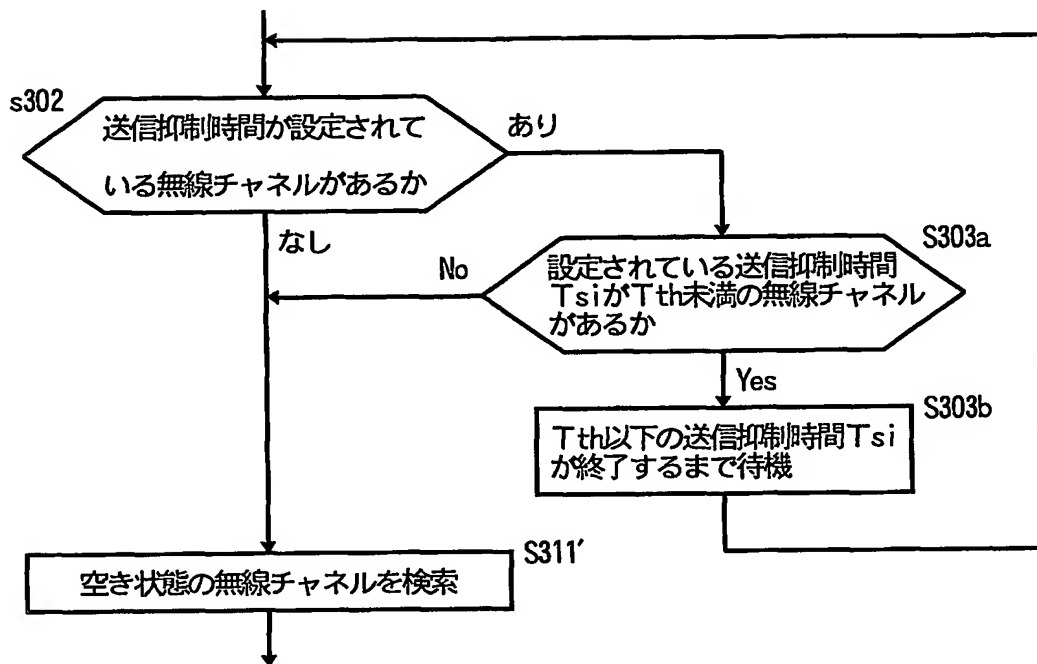 s302
送信抑制時間が設定されて
いる無線チャネルがあるか
あり
なし
S303a
設定されている送信抑制時間
TsiがTth未満の無線チャネル
があるか
No
Yes
S303b
Tth以下の送信抑制時間Tsi
が終了するまで待機
S311′
空き状態の無線チャネルを検索